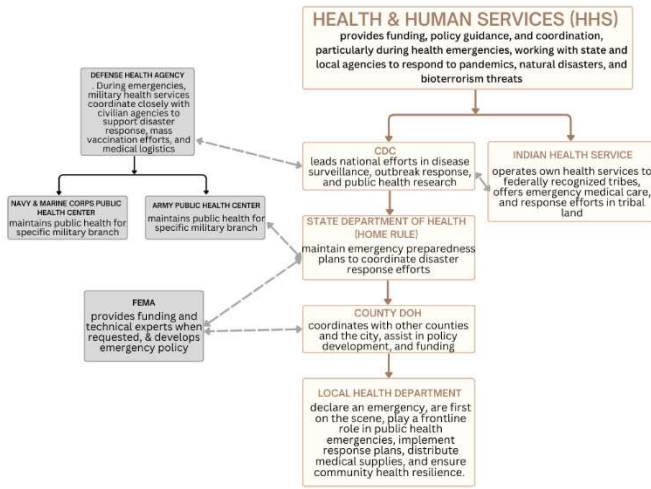 HEALTH & HUMAN SERVICES (HHS)
provides funding, policy guidance, and coordination,
particularly during health emergencies, working with state and
local agencies to respond to pandemics, natural disasters, and
bioterrorism threats
DEFENSE HEALTH AGENCY
. During emergencies,
military health services
coordinate closely with
civilian agencies to
support disaster
response, mass
vaccination efforts, and
medical logistics
CDC
leads national efforts in disease
surveillance, outbreak response,
and public health research
INDIAN HEALTH SERVICE
operates own health services to
federally recognized tribes,
offers emergency medical care,
and response efforts in tribal
land
NAVY & MARINE CORPS PUBLIC
HEALTH CENTER
maintains public health for
specific military branch
ARMY PUBLIC HEALTH CENTER
maintains public health for
specific military branch
STATE DEPARTMENT OF HEALTH
(HOME RULE)
maintain emergency preparedness
plans to coordinate disaster
response efforts
FEMA
provides funding and
technical experts when
requested, & develops
emergency policy
COUNTY DOH
coordinates with other counties
and the city, assist in policy
development, and funding
LOCAL HEALTH DEPARTMENT
declare an emergency, are first
on the scene, play a frontline
role in public health
emergencies, implement
response plans, distribute
medical supplies, and ensure
community health resilience.